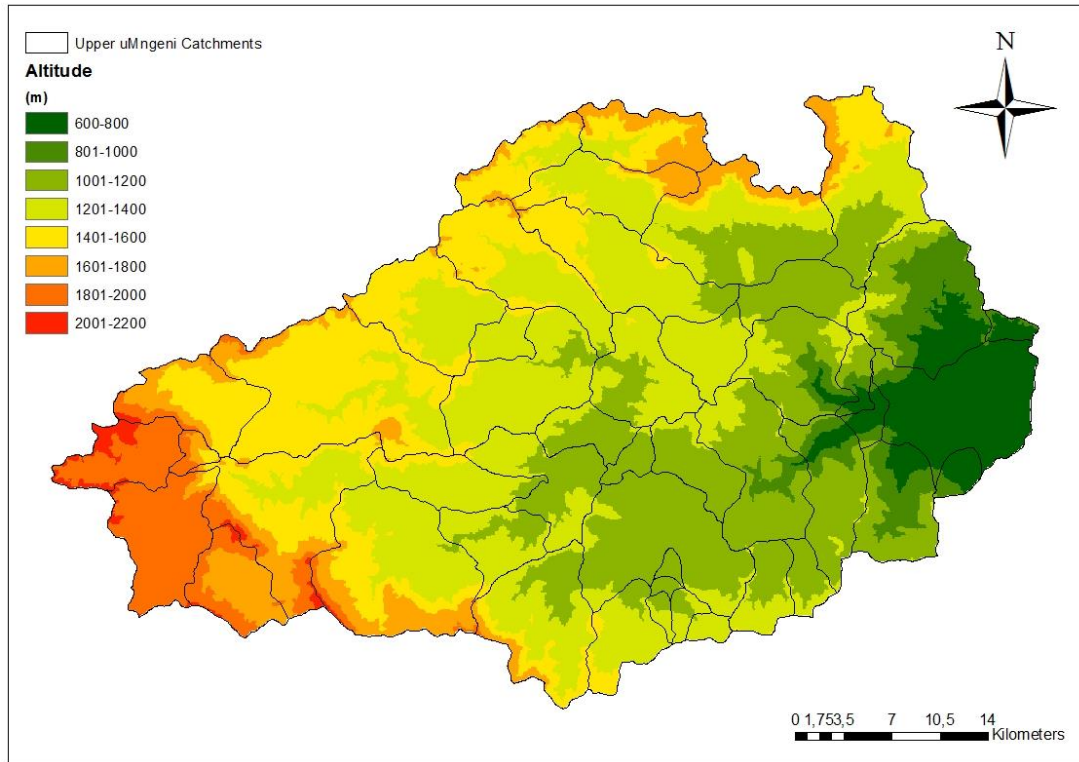 Upper uMngeni Catchments
Altitude
(m)
600-800
801-1000
1001-1200
1201-1400
1401-1600
1601-1800
1801-2000
2001-2200
N
0 1,753,5 7 10,5 14
Kilometers